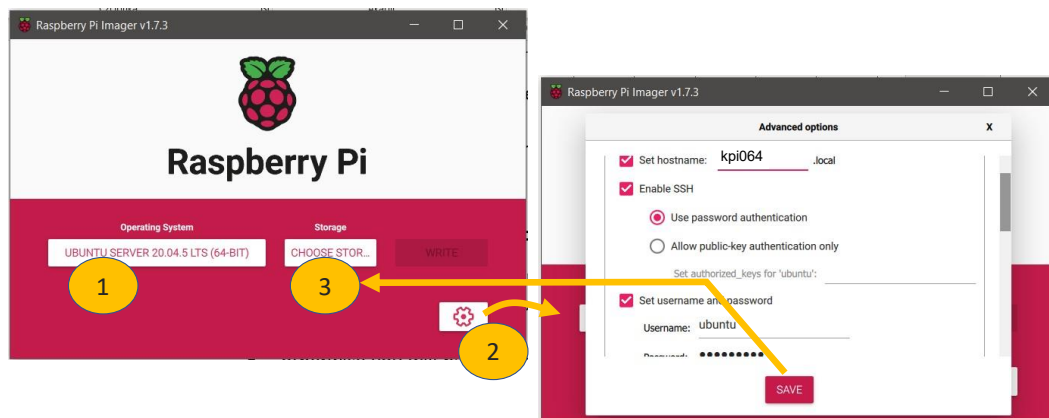 Raspberry Pi Imager v1.7.3
Raspberry Pi
Operating System
Storage
UBUNTU SERVER 20.04.5 LTS (64-BIT)
CHOOSE STOR...
WRITE
1
3
2
Raspberry Pi Imager v1.7.3
Advanced options
X
Set hostname: kpi064 .local
Enable SSH
Use password authentication
Allow public-key authentication only
Set authorized_keys for 'ubuntu':
Set username and password
Username: ubuntu
Password: ●●●●●●●●●
SAVE